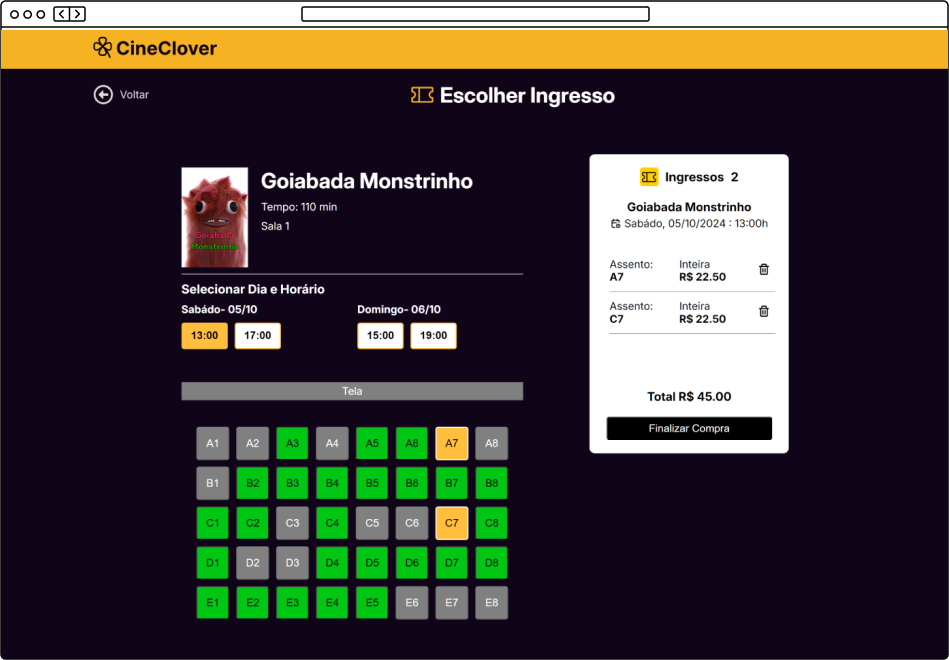 CineClover
Voltar
Escolher Ingresso
Goiabada Monstrinho
Tempo: 110 min
Sala 1
Goiabada
Monstrinho
Selecionar Dia e Horário
Sabádo- 05/10
Domingo- 06/10
13:00 17:00 15:00 19:00
Tela
A1 A2 A3 A4 A5 A6 A7 A8
B1 B2 B3 B4 B5 B6 B7 B8
C1 C2 C3 C4 C5 C6 C7 C8
D1 D2 D3 D4 D5 D6 D7 D8
E1 E2 E3 E4 E5 E6 E7 E8
Ingressos 2
Goiabada Monstrinho
Sabádo, 05/10/2024 : 13:00h
Assento: Inteira
A7 R$ 22.50
Assento: Inteira
C7 R$ 22.50
Total R$ 45.00
Finalizar Compra